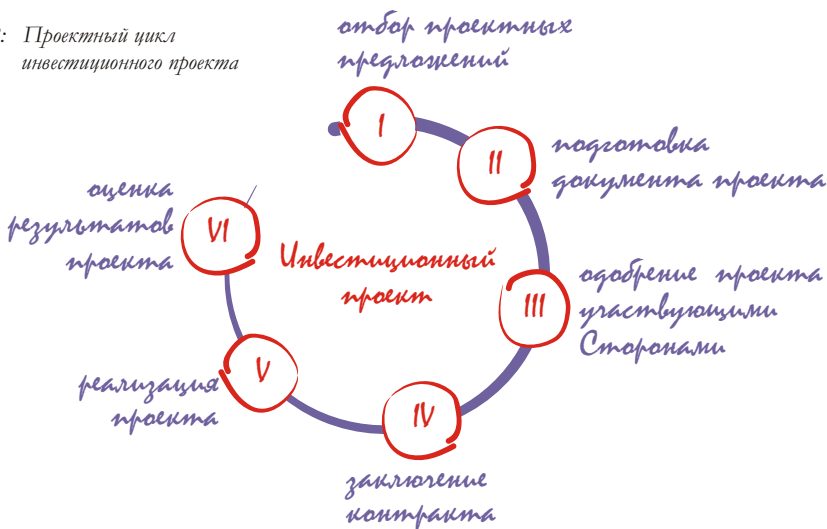 : Проектный цикл
инвестиционного проекта
отбор проектных
предложений
I
II
подготовка
документа проекта
III
одобрение проекта
участвующими
Сторонами
IV
заключение
контракта
V
реализация
проекта
VI
оценка
результатов
проекта
Инвестиционный
проект